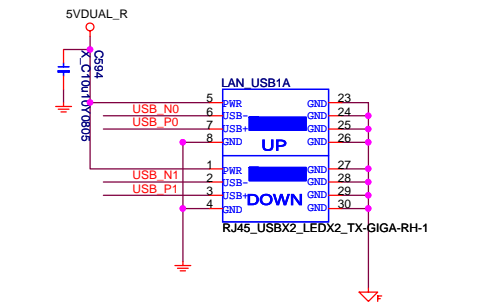 5VDUAL_R
C594
X_C10u10Y0805
LAN_USB1A
5 PWR GND 23
USB_N0 6 USB- GND 24
USB_P0 7 USB+ GND 25
8 GND GND 26
UP
1 PWR GND 27
USB_N1 2 USB- GND 28
USB_P1 3 USB+ GND 29
4 GND GND 30
DOWN
RJ45_USBX2_LEDX2_TX-GIGA-RH-1
F